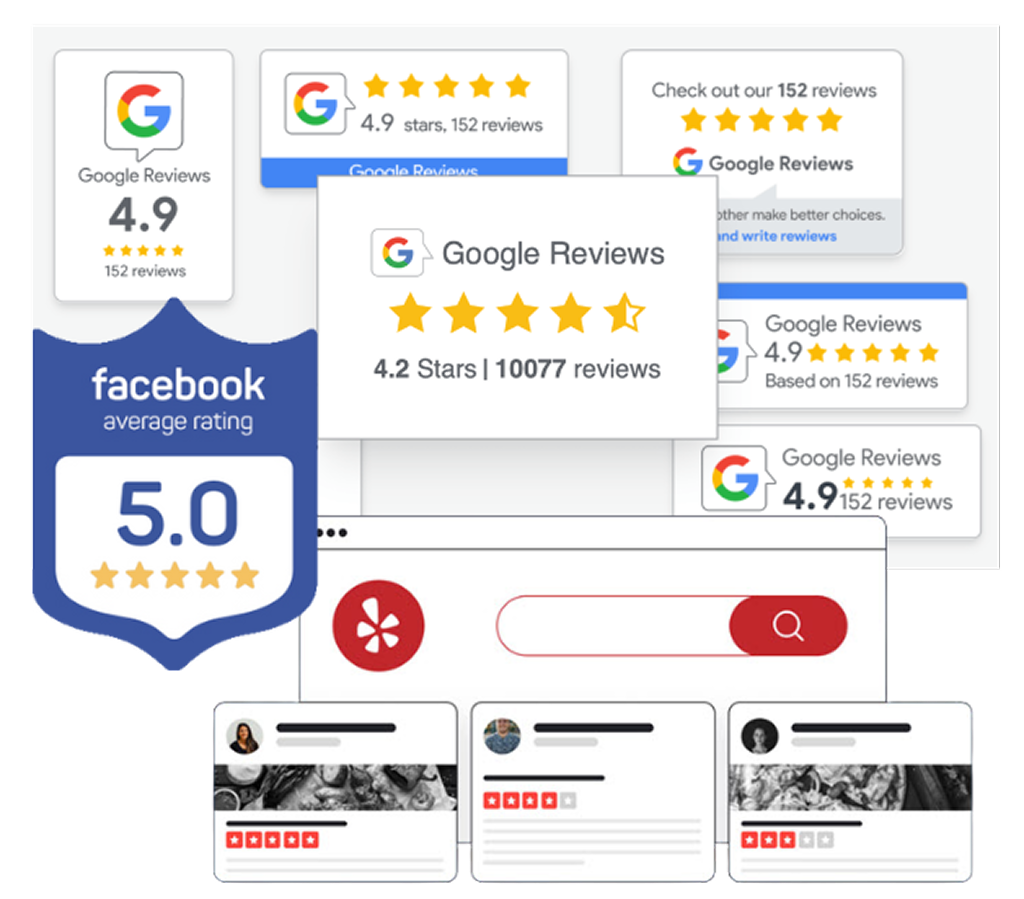 Google Reviews
4.9
152 reviews
4.9 stars, 152 reviews
Google Reviews
Check out our 152 reviews
Google Reviews
other make better choices.
and write rewiews
Google Reviews
4.2 Stars | 10077 reviews
Google Reviews
4.9
Based on 152 reviews
Google Reviews
4.9 152 reviews
facebook
average rating
5.0